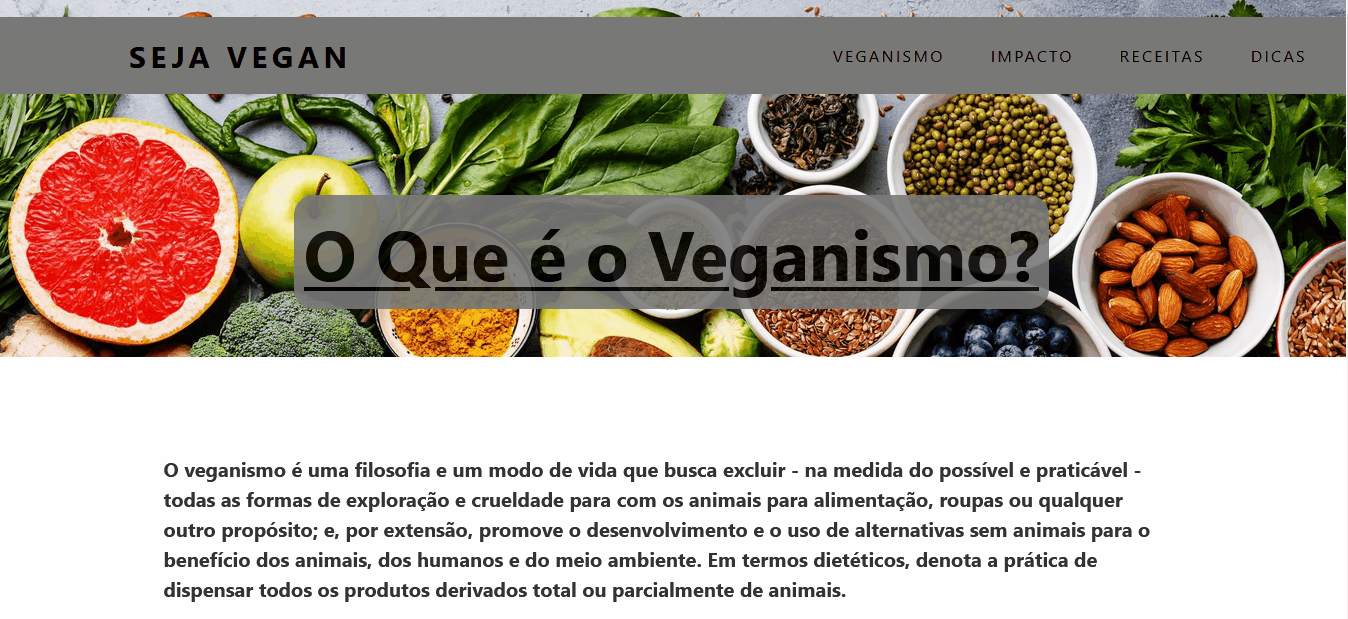 SEJA VEGAN
VEGANISMO IMPACTO RECEITAS DICAS
O Que é o Veganismo?
O veganismo é uma filosofia e um modo de vida que busca excluir - na medida do possível e praticável -
todas as formas de exploração e crueldade para com os animais para alimentação, roupas ou qualquer
outro propósito; e, por extensão, promove o desenvolvimento e o uso de alternativas sem animais para o
benefício dos animais, dos humanos e do meio ambiente. Em termos dietéticos, denota a prática de
dispensar todos os produtos derivados total ou parcialmente de animais.